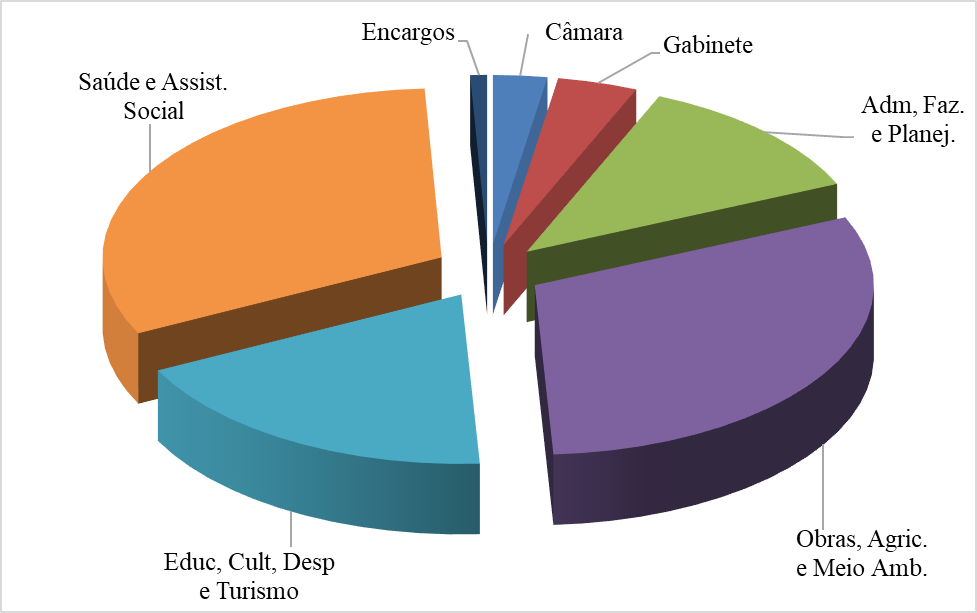 Encargos
Câmara
Gabinete
Saúde e Assist.
Social
Adm, Faz.
e Planej.
Obras, Agric.
e Meio Amb.
Educ, Cult, Desp
e Turismo